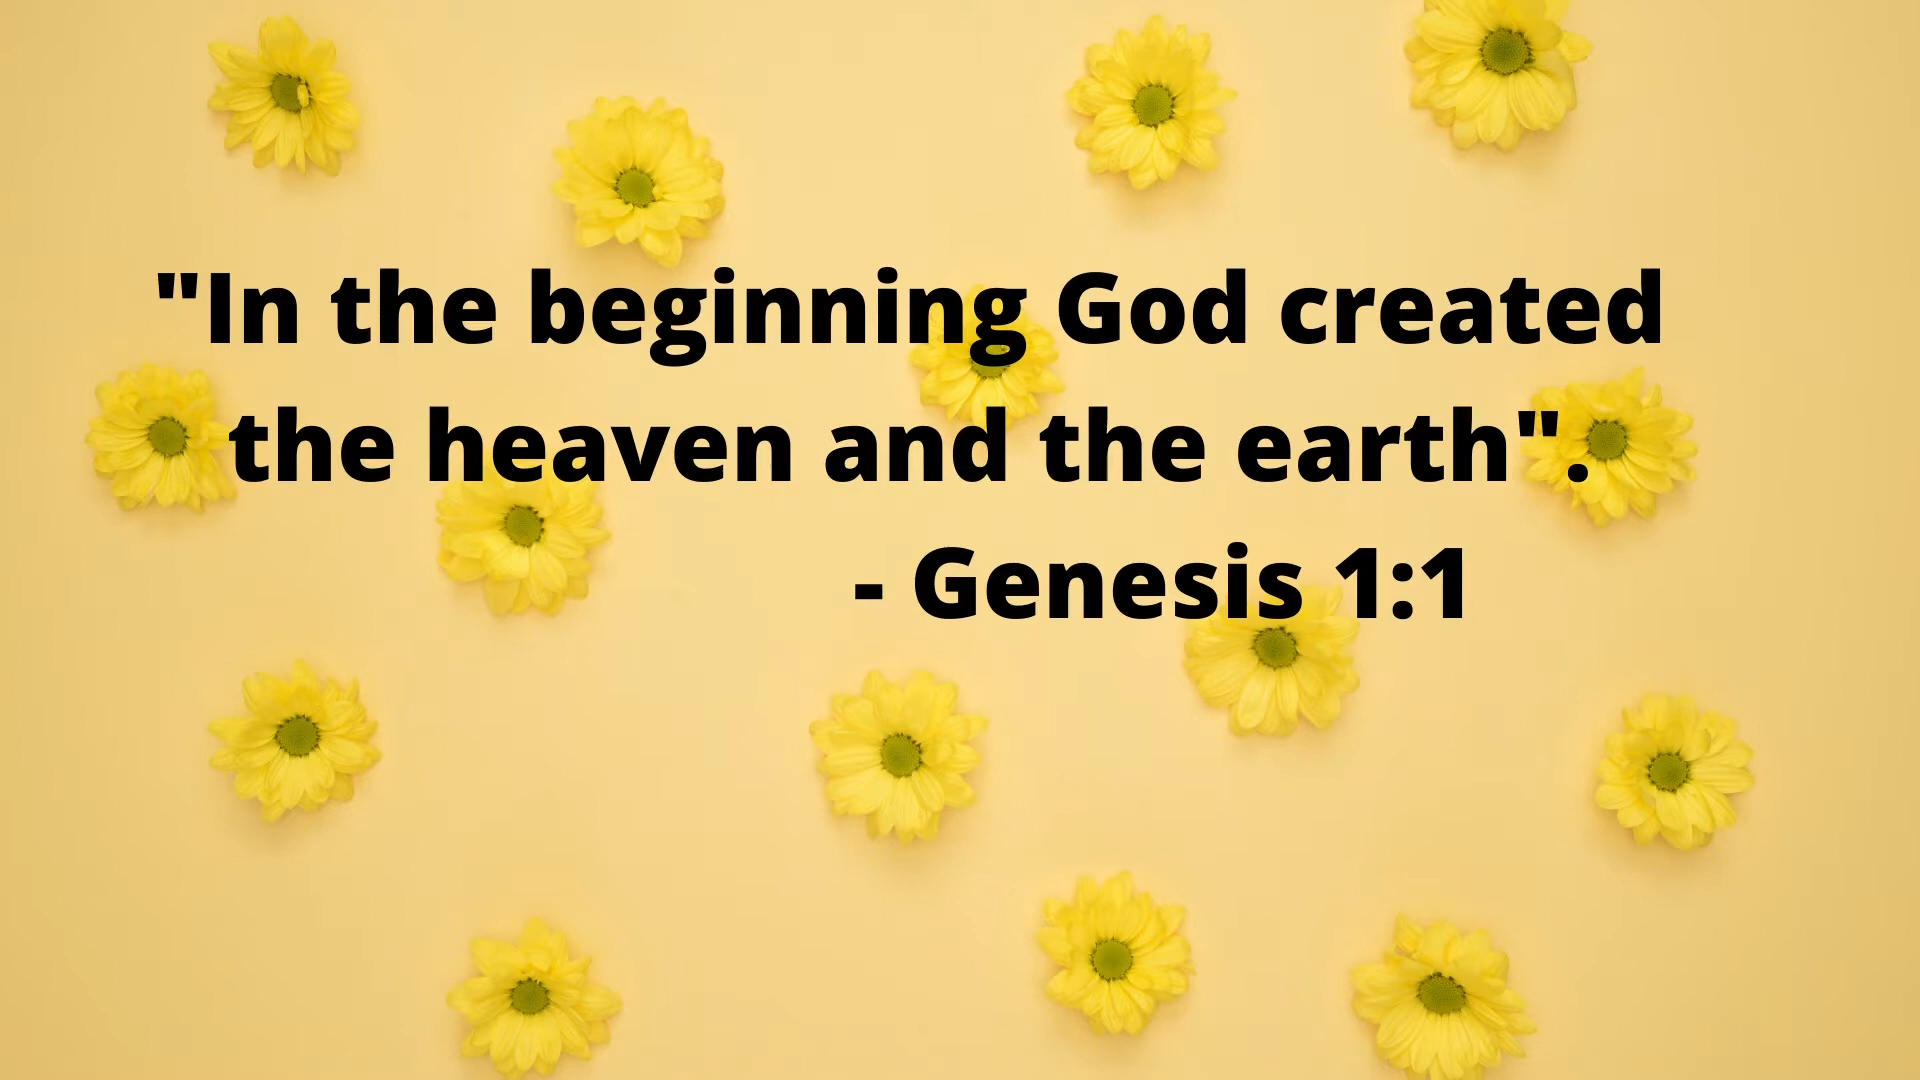 "In the beginning God created
the heaven and the earth".
- Genesis 1:1